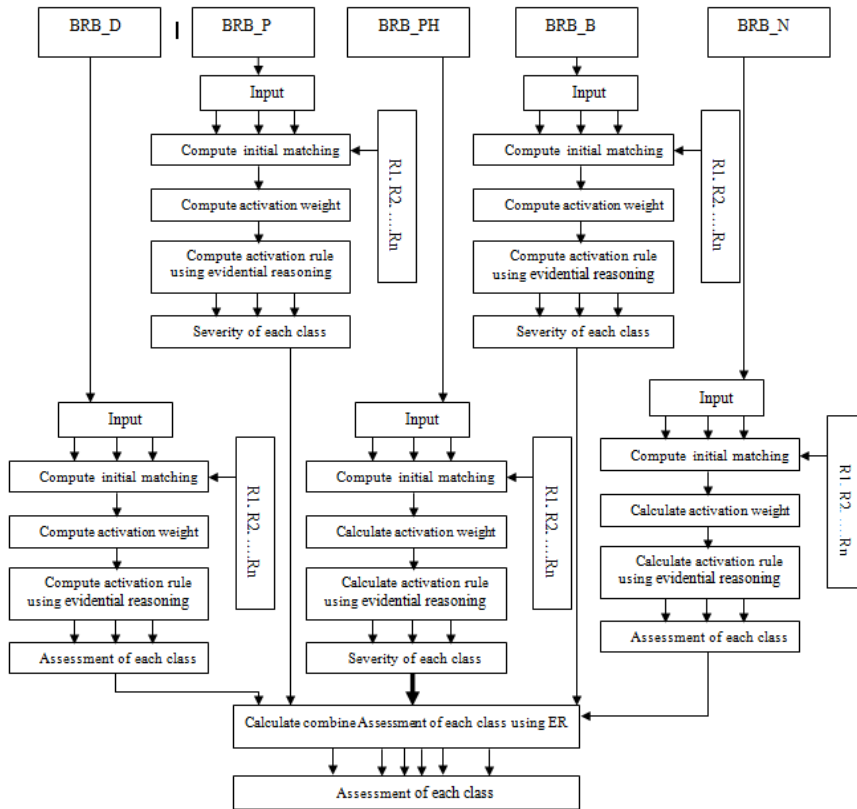 BRB_D
BRB_P
BRB_PH
BRB_B
BRB_N
Input
Compute initial matching
R1. R2. ....Rn
Compute activation weight
Compute activation rule
using evidential reasoning
Severity of each class
Input
Compute initial matching
R1. R2. ....Rn
Compute activation weight
Compute activation rule
using evidential reasoning
Severity of each class
Input
Compute initial matching
R1. R2. ....Rn
Compute activation weight
Compute activation rule
using evidential reasoning
Assessment of each class
Input
Compute initial matching
R1. R2. ....Rn
Calculate activation weight
Calculate activation rule
using evidential reasoning
Severity of each class
Input
Compute initial matching
R1. R2. ....Rn
Calculate activation weight
Calculate activation rule
using evidential reasoning
Assessment of each class
Calculate combine Assessment of each class using ER
Assessment of each class